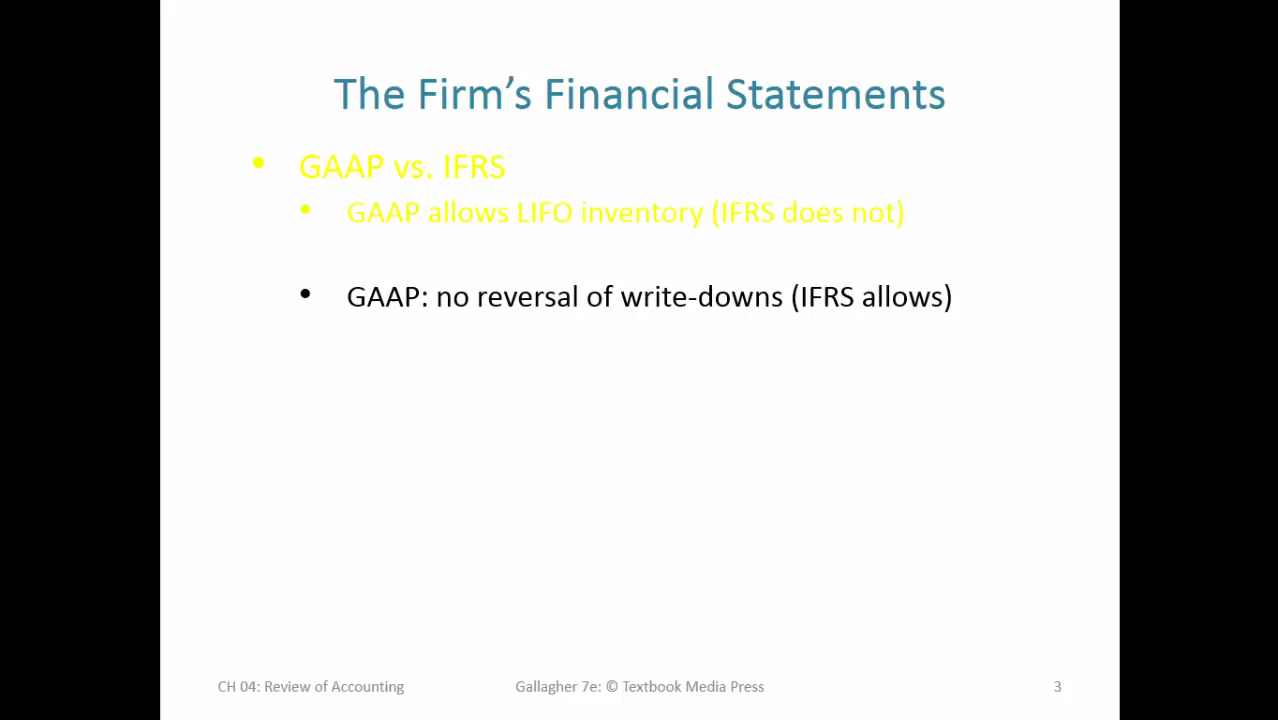 The Firm’s Financial Statements
• GAAP vs. IFRS
• GAAP allows LIFO inventory (IFRS does not)
• GAAP: no reversal of write-downs (IFRS allows)
CH 04: Review of Accounting
Gallagher 7e: © Textbook Media Press
3